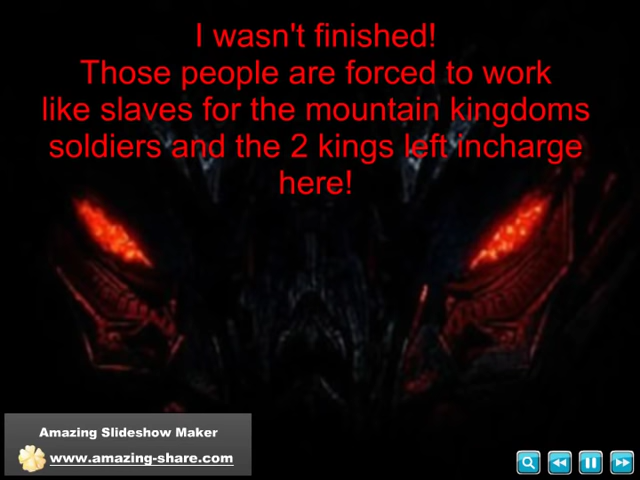 I wasn't finished!
Those people are forced to work
like slaves for the mountain kingdoms
soldiers and the 2 kings left incharge
here!
Amazing Slideshow Maker
www.amazing-share.com